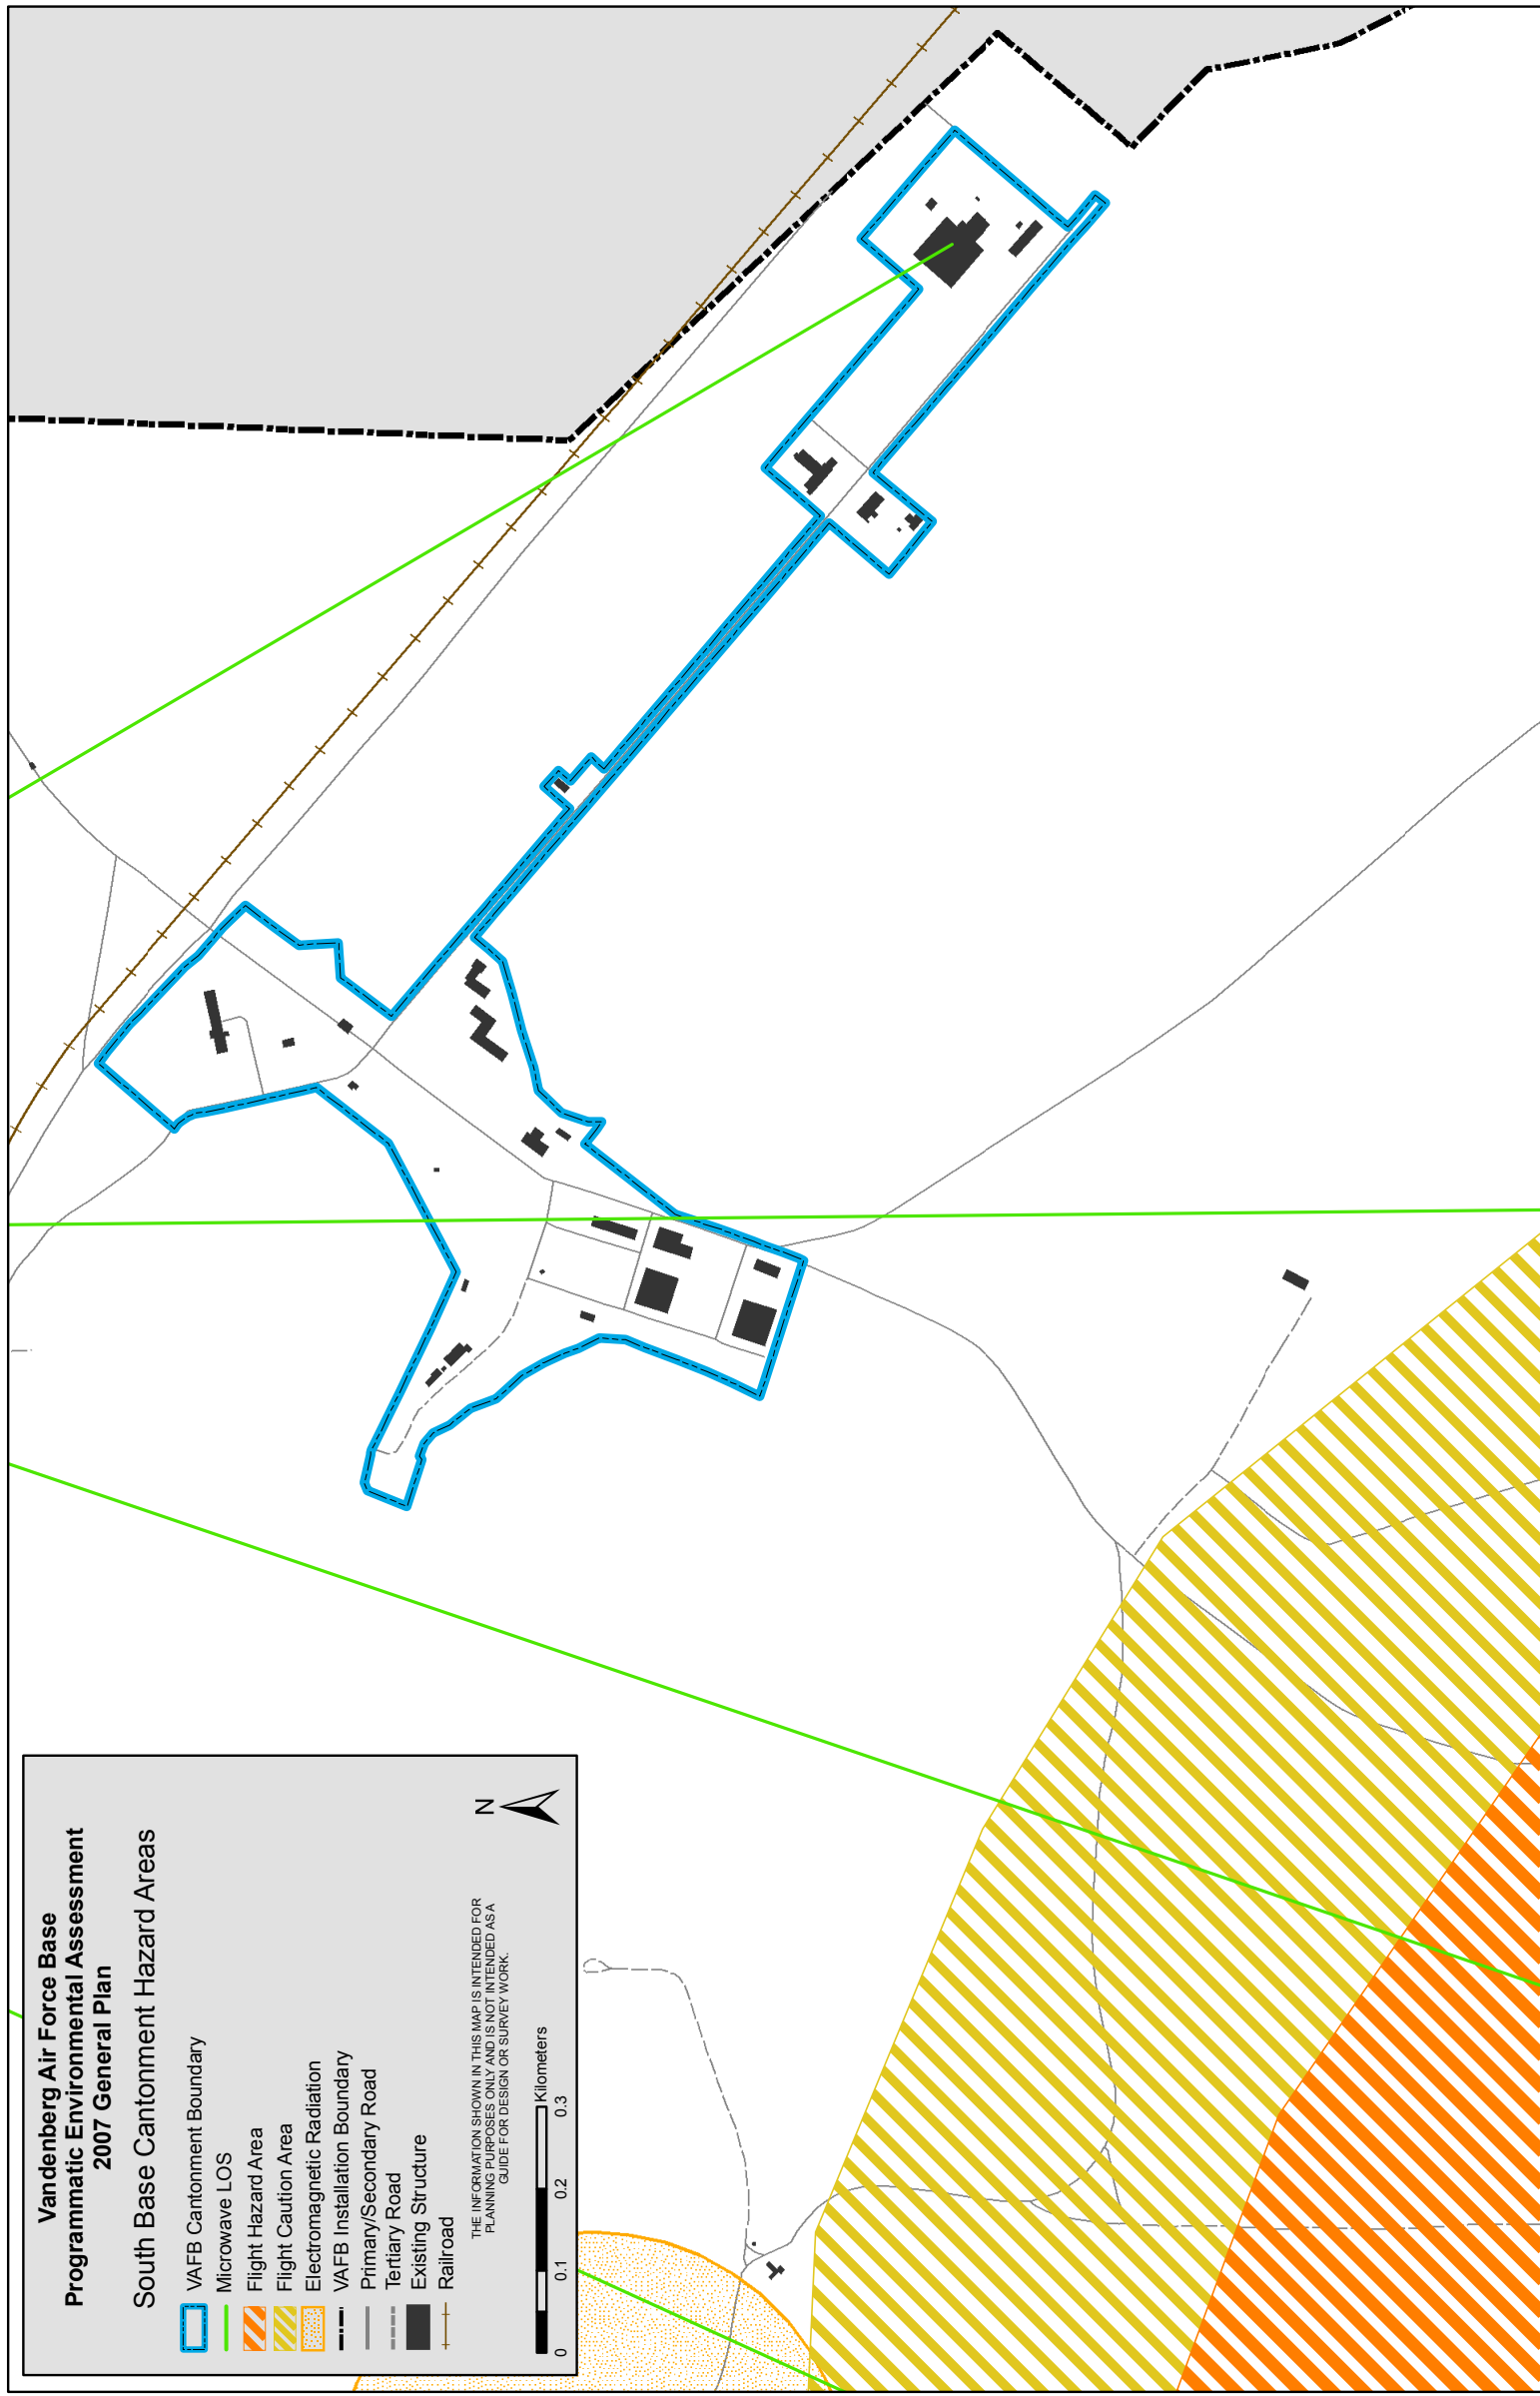 Vandenberg Air Force Base
Programmatic Environmental Assessment
2007 General Plan
South Base Cantonment Hazard Areas
VAFB Cantonment Boundary
Microwave LOS
Flight Hazard Area
Flight Caution Area
Electromagnetic Radiation
VAFB Installation Boundary
Primary/Secondary Road
Tertiary Road
Existing Structure
Railroad
N
THE INFORMATION SHOWN IN THIS MAP IS INTENDED FOR
PLANNING PURPOSES ONLY AND IS NOT INTENDED AS A
GUIDE FOR DESIGN OR SURVEY WORK.
Kilometers
0 0.1 0.2 0.3